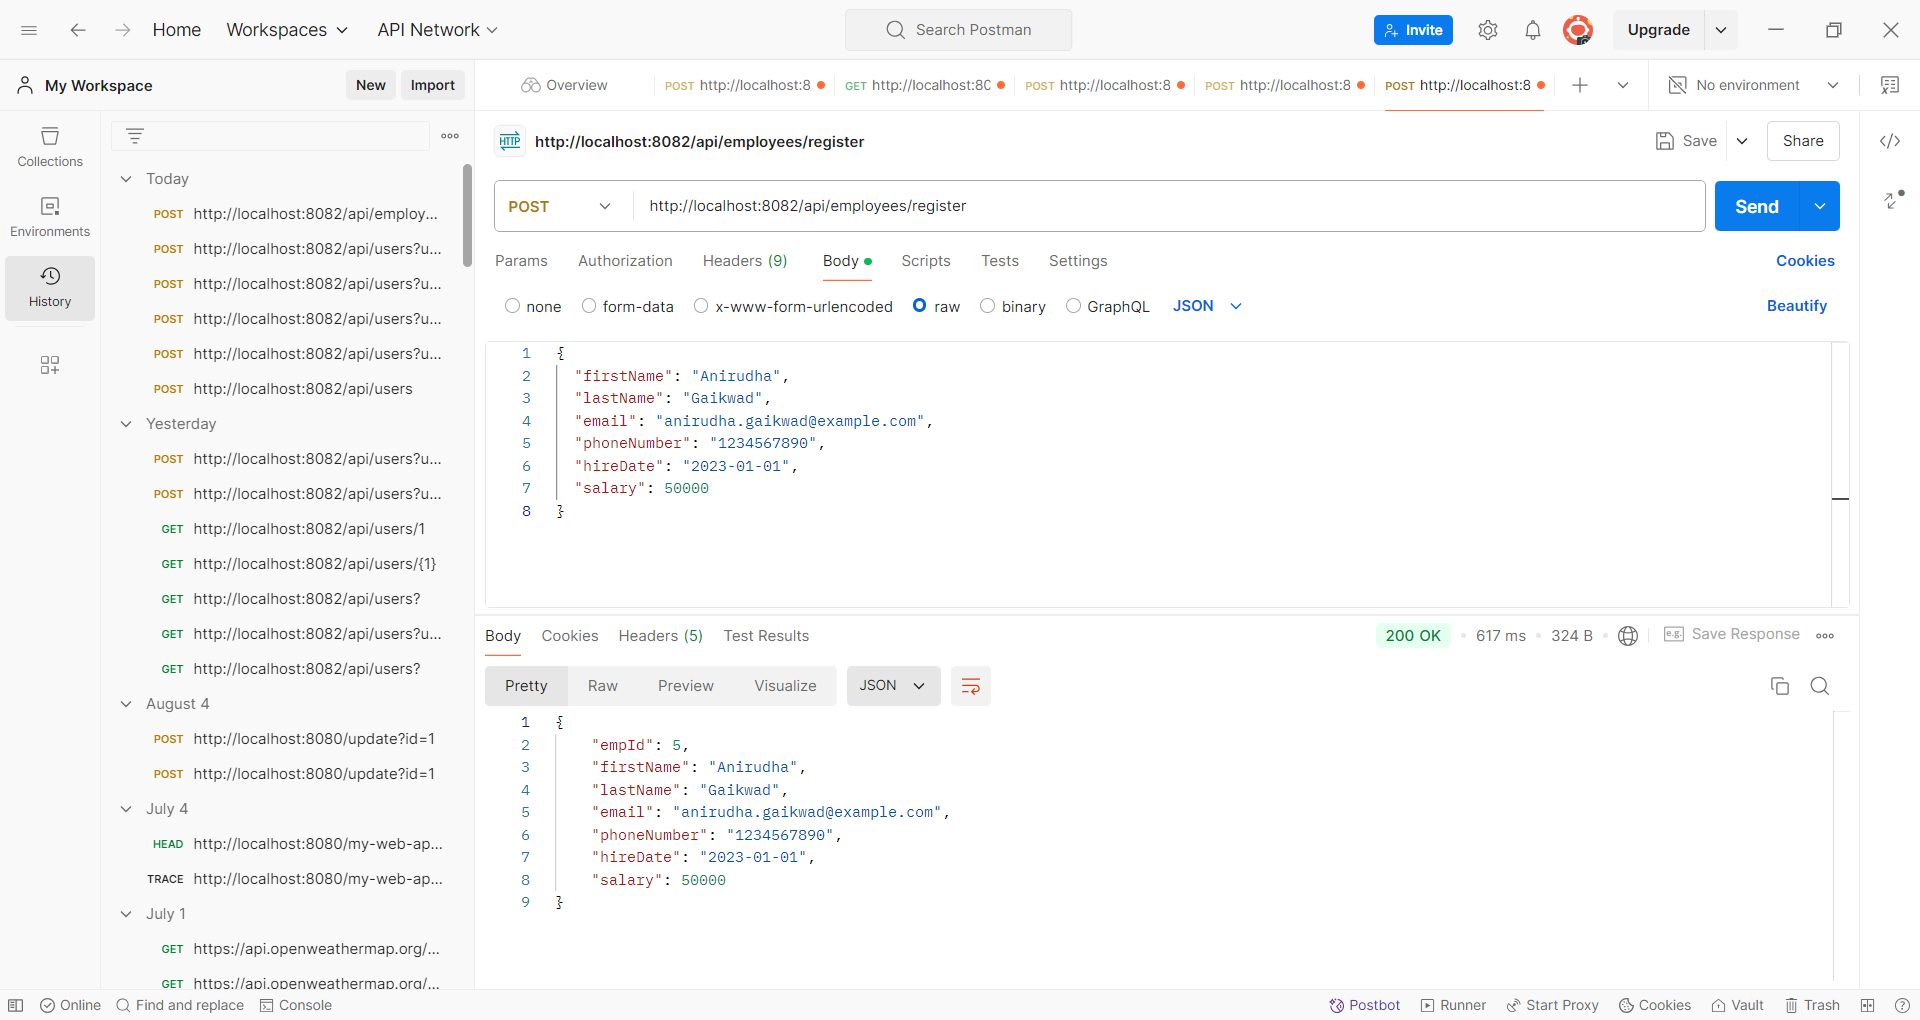 Home Workspaces API Network Search Postman Invite Upgrade
My Workspace New Import
Overview POST http://localhost:8 GET http://localhost:80 POST http://localhost:8 POST http://localhost:8 POST http://localhost:8 No environment
Collections
Environments
History
Today
POST http://localhost:8082/api/employ...
POST http://localhost:8082/api/users?u...
POST http://localhost:8082/api/users?u...
POST http://localhost:8082/api/users?u...
POST http://localhost:8082/api/users?u...
POST http://localhost:8082/api/users
Yesterday
POST http://localhost:8082/api/users?u...
POST http://localhost:8082/api/users?u...
GET http://localhost:8082/api/users/1
GET http://localhost:8082/api/users/{1}
GET http://localhost:8082/api/users?
GET http://localhost:8082/api/users?u...
GET http://localhost:8082/api/users?
August 4
POST http://localhost:8080/update?id=1
POST http://localhost:8080/update?id=1
July 4
HEAD http://localhost:8080/my-web-ap...
TRACE http://localhost:8080/my-web-ap...
July 1
GET https://api.openweathermap.org/...
GET https://api.openweathermap.org/...
HTTP http://localhost:8082/api/employees/register Save Share
POST http://localhost:8082/api/employees/register Send
Params Authorization Headers (9) Body Scripts Tests Settings Cookies
none form-data x-www-form-urlencoded raw binary GraphQL JSON Beautify
1 {
2 "firstName": "Anirudha",
3 "lastName": "Gaikwad",
4 "email": "anirudha.gaikwad@example.com",
5 "phoneNumber": "1234567890",
6 "hireDate": "2023-01-01",
7 "salary": 50000
8 }
Body Cookies Headers (5) Test Results 200 OK 617 ms 324 B e.g. Save Response
Pretty Raw Preview Visualize JSON
1 {
2 "empId": 5,
3 "firstName": "Anirudha",
4 "lastName": "Gaikwad",
5 "email": "anirudha.gaikwad@example.com",
6 "phoneNumber": "1234567890",
7 "hireDate": "2023-01-01",
8 "salary": 50000
9 }
Online Find and replace Console Postbot Runner Start Proxy Cookies Vault Trash